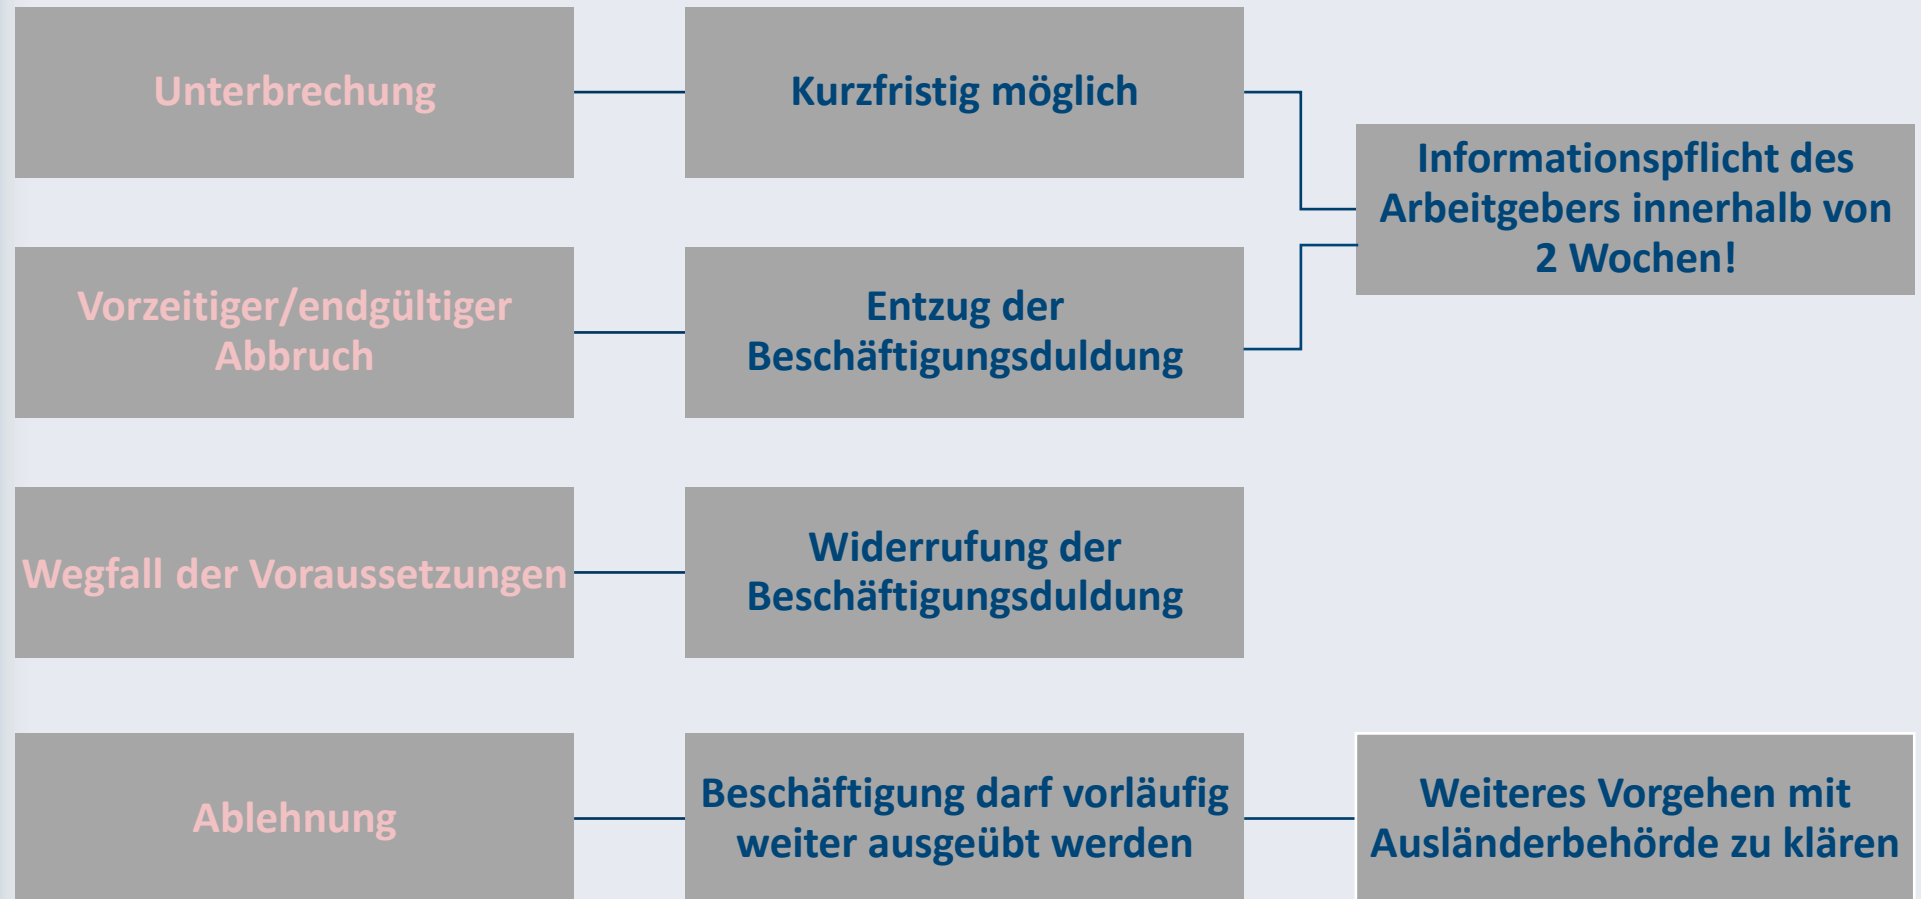 Unterbrechung
Kurzfristig möglich
Informationspflicht des
Arbeitgebers innerhalb von
2 Wochen!
Vorzeitiger/endgültiger
Abbruch
Entzug der
Beschäftigungsduldung
Wegfall der Voraussetzungen
Widerrufung der
Beschäftigungsduldung
Ablehnung
Beschäftigung darf vorläufig
weiter ausgeübt werden
Weiteres Vorgehen mit
Ausländerbehörde zu klären